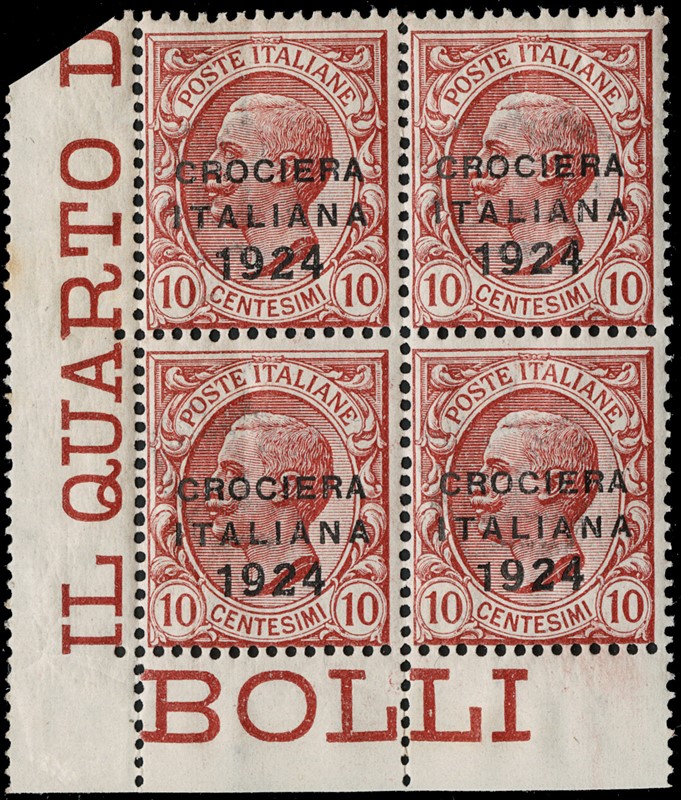 IL QUARTO D
POSTE ITALIANE
CROCIERA
ITALIANA
1924
10 CENTESIMI 10
POSTE ITALIANE
CROCIERA
ITALIANA
1924
10 CENTESIMI 10
POSTE ITALIANE
CROCIERA
ITALIANA
1924
10 CENTESIMI 10
POSTE ITALIANE
CROCIERA
ITALIANA
1924
10 CENTESIMI 10
BOLLI